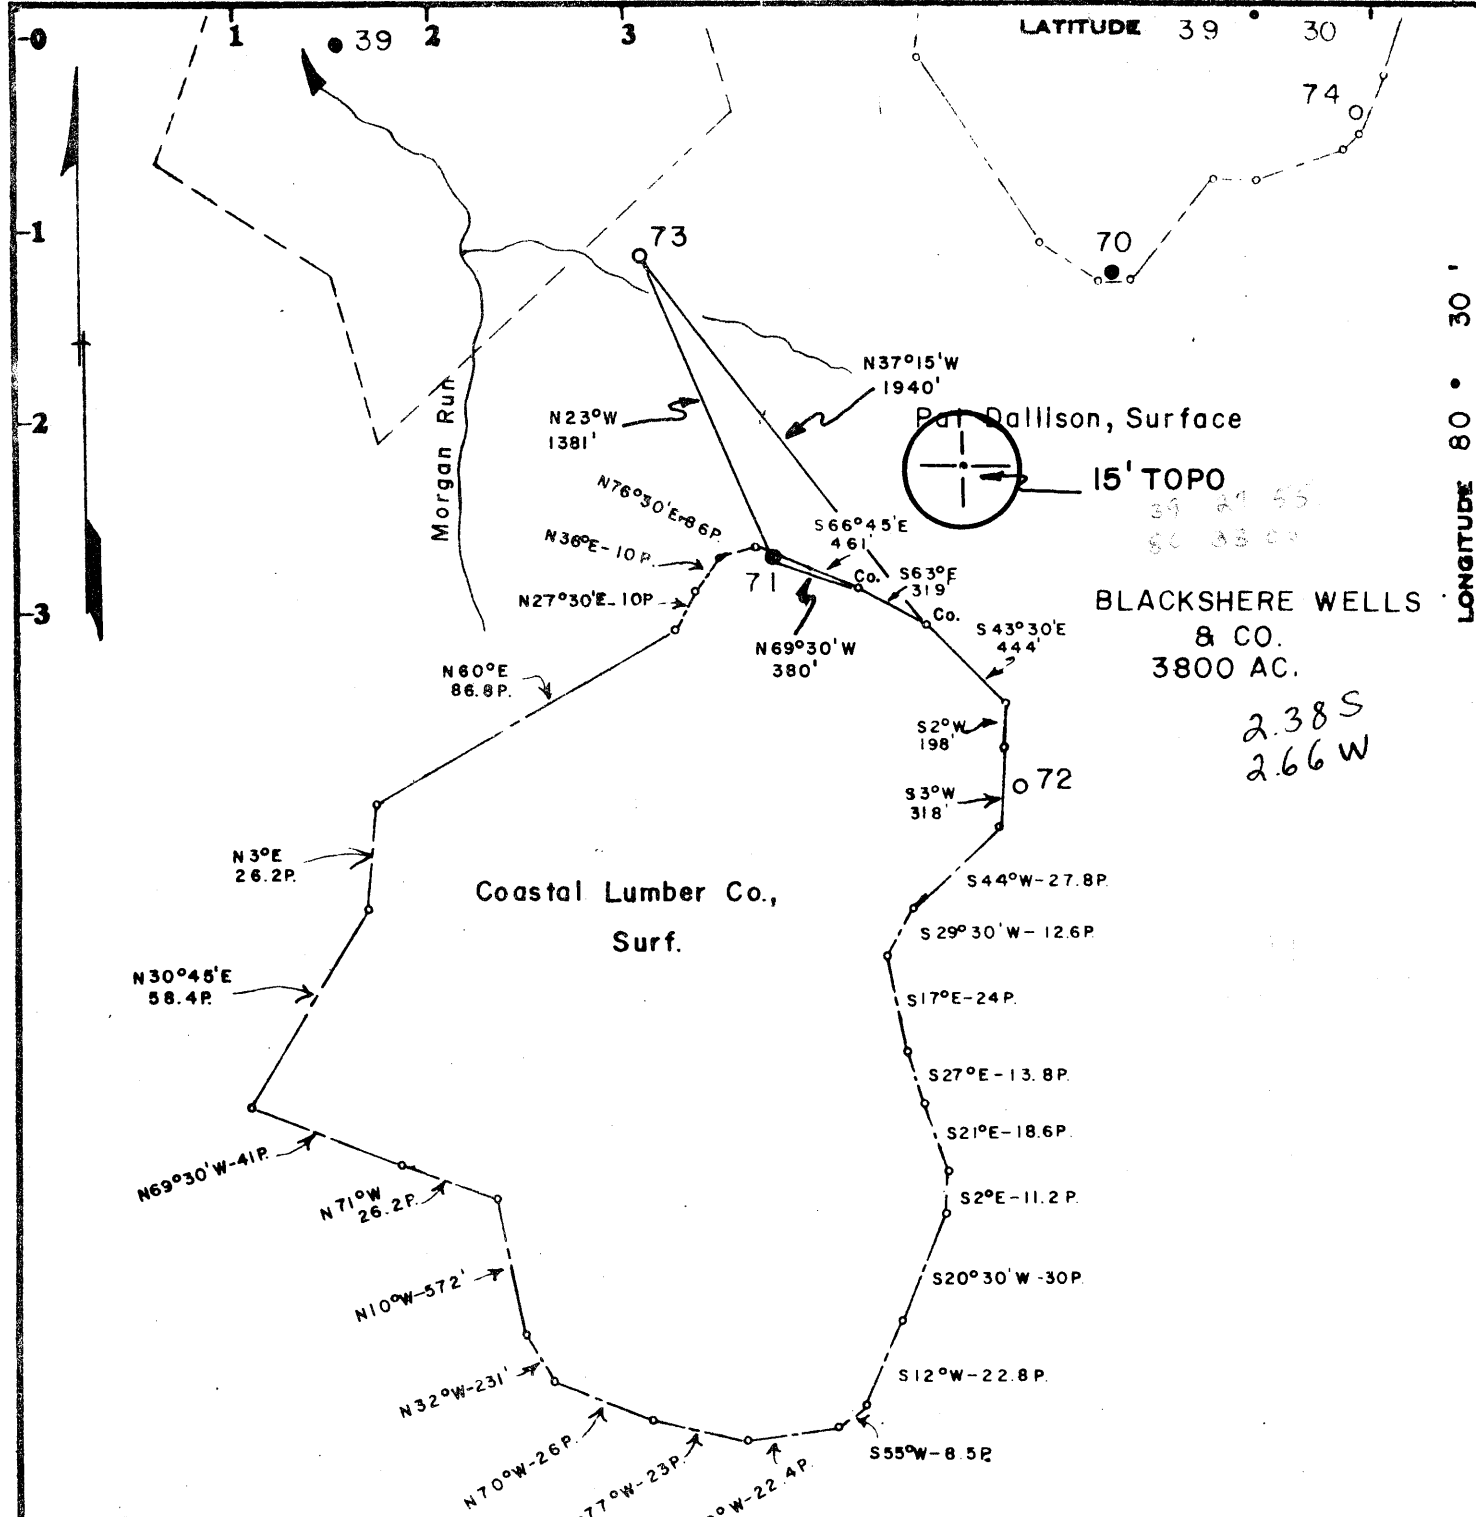 0
1
2
3
LATITUDE 39 30
39
74
1
73
70
30 '
N37°15'W
1940'
2
N23°W
1381'
Pat Dallison, Surface
80 •
Morgan Run
15' TOPO
N76°30'E-86P.
LONGITUDE
S66°45'E
461'
N36°E-10P.
71
Co.
S63°E
319'
N27°30'E-10P
3
Co.
BLACKSHERE WELLS
& CO.
3800 AC.
S43°30'E
444'
N69°30'W
380'
N60°E
86.8P.
2.38 S
2.66 W
S2°W
198'
72
S3°W
318'
N3°E
26.2P.
S44°W-27.8P.
Coastal Lumber Co.,
Surf.
S29°30'W-12.6P.
N30°45'E
58.4P.
S17°E-24P.
S27°E-13.8P.
S21°E-18.6P.
N69°30'W-41P.
N71°W
26.2P.
S2°E-11.2P.
S20°30'W-30P.
N10°W-572'
S12°W-22.8P.
N32°W-231'
S55°W-8.5P.
N70°W-26P.
77°W-23P.
°W-22.4P.